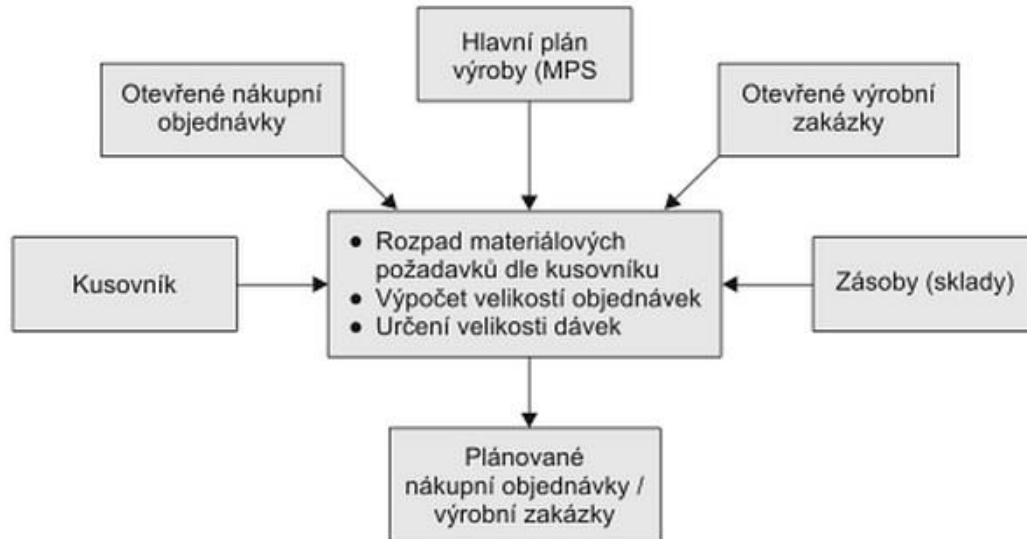 Hlavní plán
výroby (MPS
Otevřené nákupní
objednávky
Otevřené výrobní
zakázky
Kusovník
● Rozpad materiálových
požadavků dle kusovníku
● Výpočet velikostí objednávek
● Určení velikosti dávek
Zásoby (sklady)
Plánované
nákupní objednávky /
výrobní zakázky